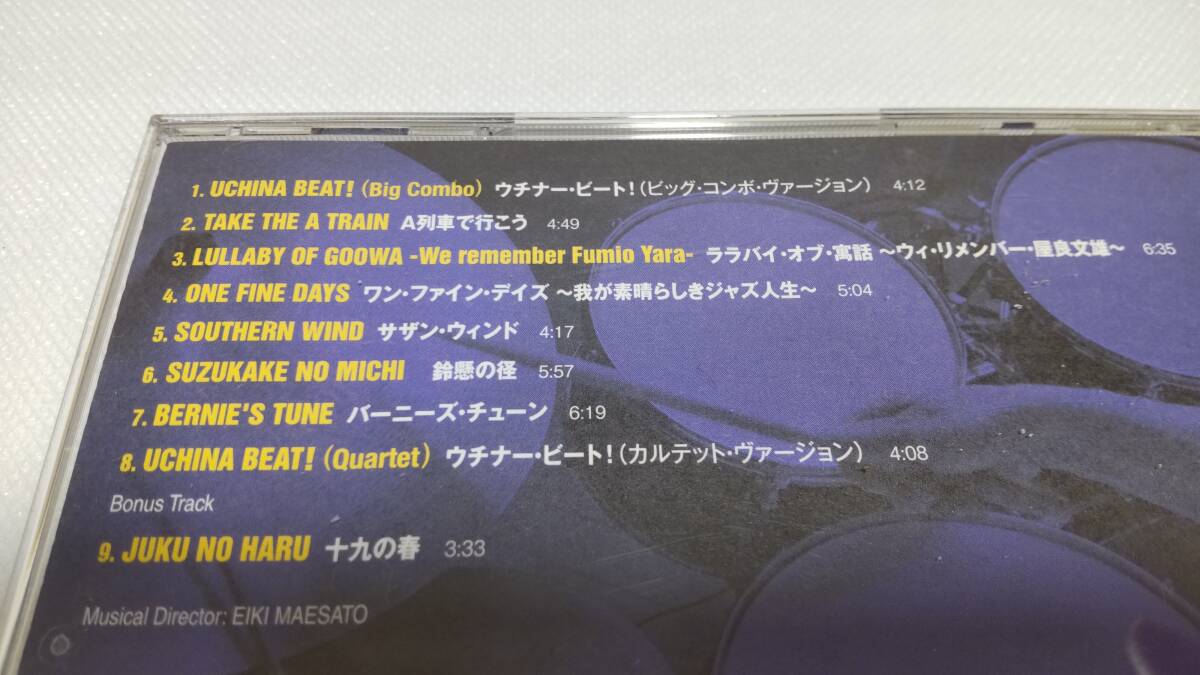 1. UCHINA BEAT! (Big Combo) ウチナー・ビート!(ビッグ・コンボ・ヴァージョン) 4:12
2. TAKE THE A TRAIN A列車で行こう 4:49
3. LULLABY OF GOOWA -We remember Fumio Yara- ララバイ・オブ・寓話 〜ウィ・リメンバー・屋良文雄〜 6:35
4. ONE FINE DAYS ワン・ファイン・デイズ 〜我が素晴らしきジャズ人生〜 5:04
5. SOUTHERN WIND サザン・ウィンド 4:17
6. SUZUKAKE NO MICHI 鈴懸の径 5:57
7. BERNIE'S TUNE バーニーズ・チューン 6:19
8. UCHINA BEAT! (Quartet) ウチナー・ビート!(カルテット・ヴァージョン) 4:08
Bonus Track
9. JUKU NO HARU 十九の春 3:33
Musical Director: EIKI MAESATO